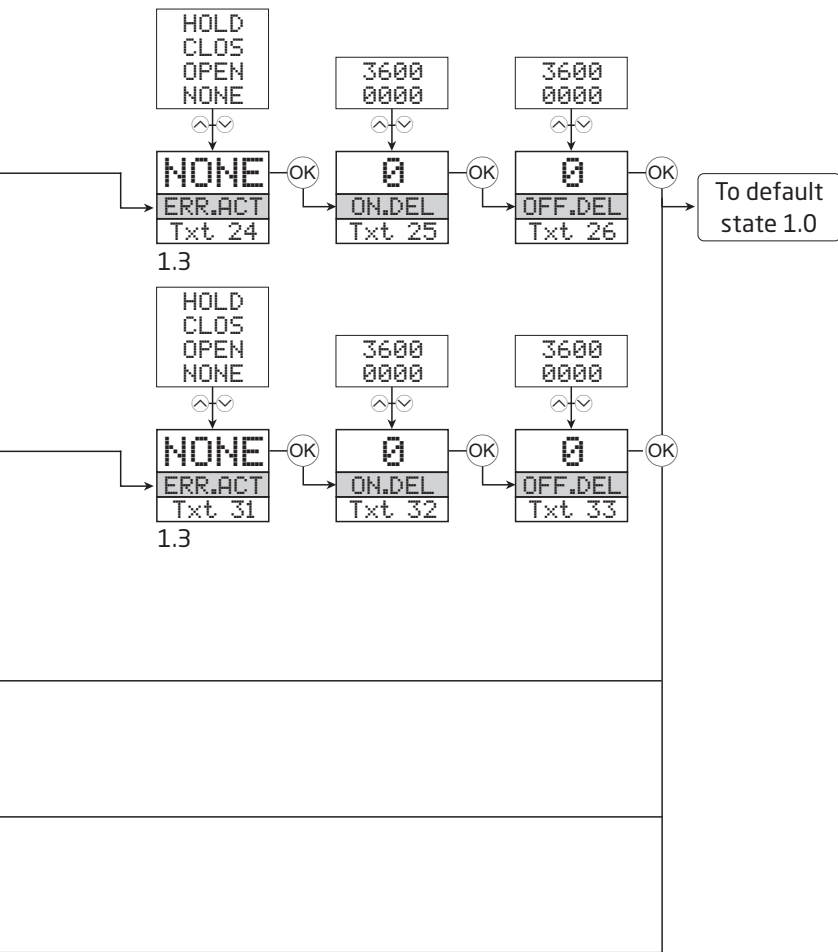 HOLD
CLOS
OPEN
NONE
3600
0000
3600
0000
NONE
OK
0
OK
0
OK
ERR.ACT
ON.DEL
OFF.DEL
To default
state 1.0
Txt 24
Txt 25
Txt 26
1.3
HOLD
CLOS
OPEN
NONE
3600
0000
3600
0000
NONE
OK
0
OK
0
OK
ERR.ACT
ON.DEL
OFF.DEL
Txt 31
Txt 32
Txt 33
1.3